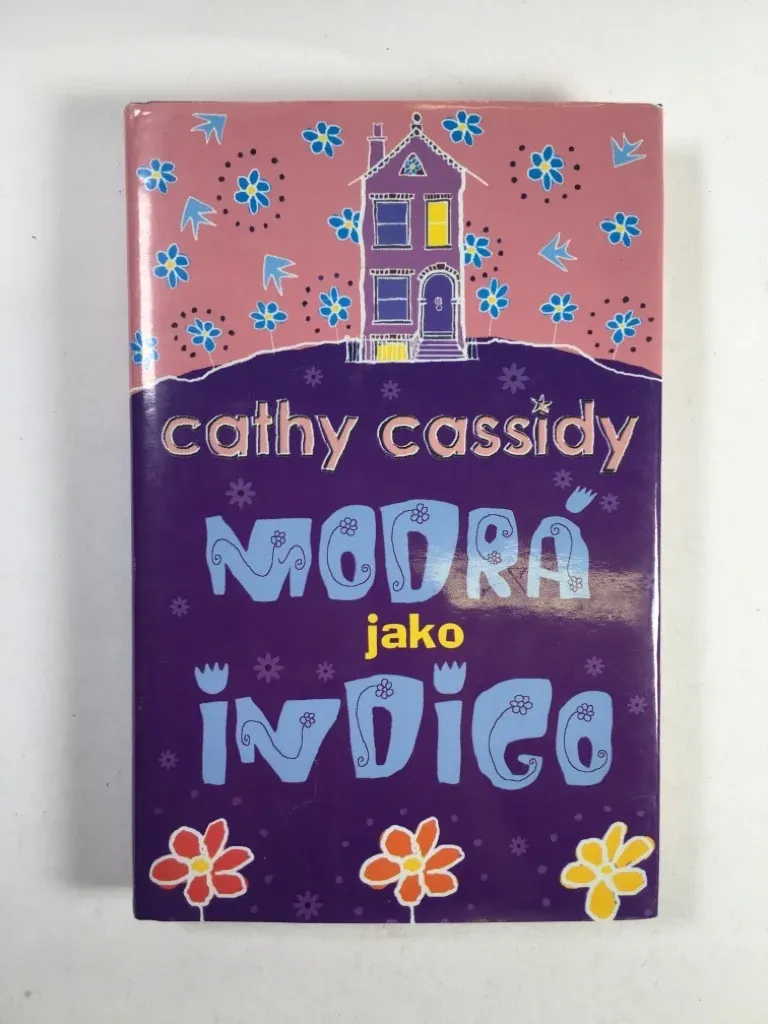 cathy cassidy
MODRÁ
jako
iNDiGO